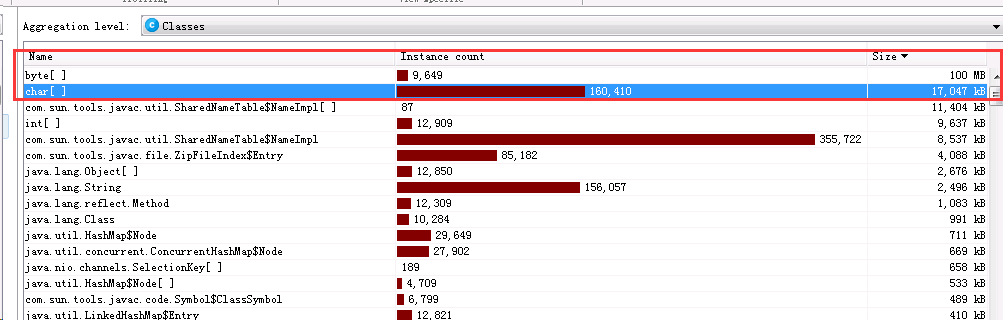 Aggregation level: Classes
Name Instance count Size
byte[ ] 9,649 100 MB
char[ ] 160,410 17,047 kB
com.sun.tools.javac.util.SharedNameTable$NameImpl[ ] 87 11,404 kB
int[ ] 12,909 9,637 kB
com.sun.tools.javac.util.SharedNameTable$NameImpl 355,722 8,537 kB
com.sun.tools.javac.file.ZipFileIndex$Entry 85,182 4,088 kB
java.lang.Object[ ] 12,850 2,676 kB
java.lang.String 156,057 2,496 kB
java.lang.reflect.Method 12,309 1,083 kB
java.lang.Class 10,284 991 kB
java.util.HashMap$Node 29,649 711 kB
java.util.concurrent.ConcurrentHashMap$Node 27,902 669 kB
java.nio.channels.SelectionKey[ ] 189 658 kB
java.util.HashMap$Node[ ] 4,709 533 kB
com.sun.tools.javac.code.Symbol$ClassSymbol 6,799 489 kB
java.util.LinkedHashMap$Entry 12,821 410 kB